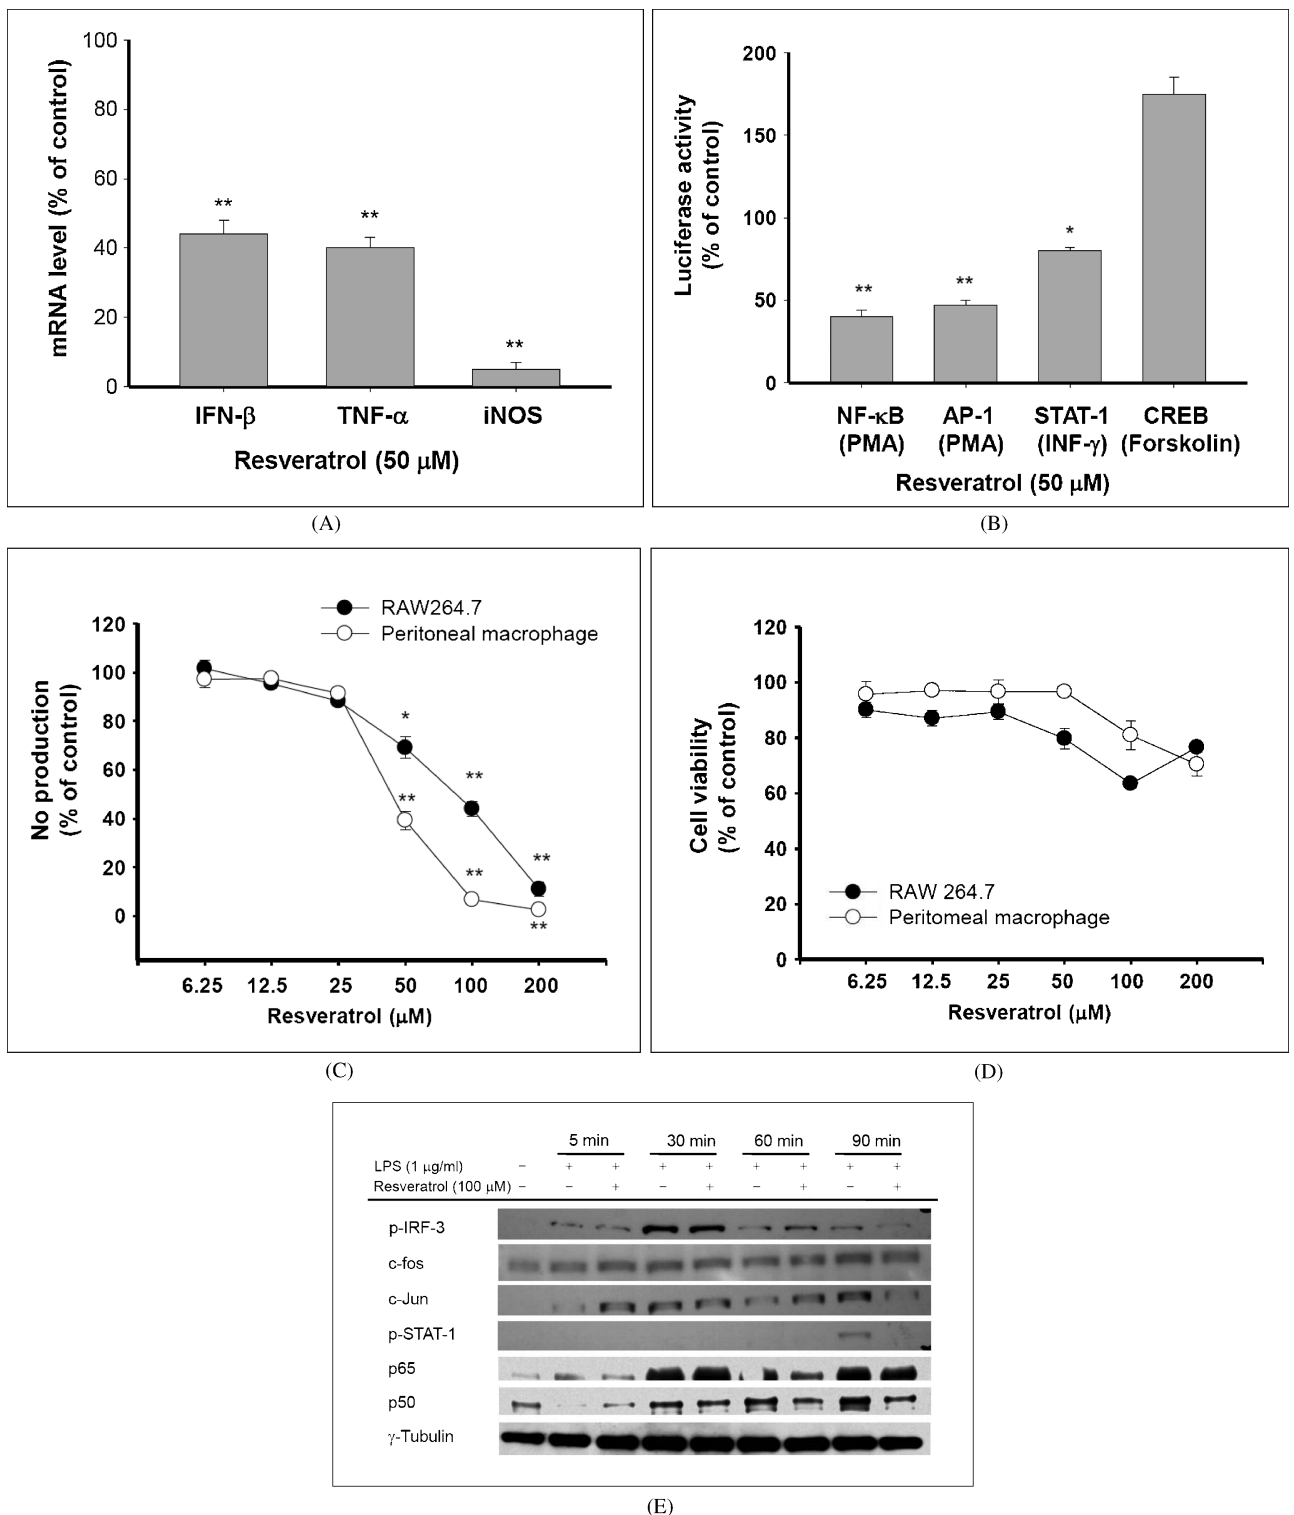 100
80
60
40
20
0
mRNA level (% of control)
**
**
**
IFN-β
TNF-α
iNOS
Resveratrol (50 μM)
(A)
200
150
100
50
0
Luciferase activity
(% of control)
**
**
*
NF-κB AP-1 STAT-1 CREB
(PMA) (PMA) (INF-γ) (Forskolin)
Resveratrol (50 μM)
(B)
RAW264.7
Peritoneal macrophage
120
100
80
60
40
20
0
No production
(% of control)
*
**
**
**
**
**
6.25 12.5 25 50 100 200
Resveratrol (μM)
(C)
120
100
80
60
40
20
0
Cell viability
(% of control)
RAW 264.7
Peritomeal macrophage
6.25 12.5 25 50 100 200
Resveratrol (μM)
(D)
5 min 30 min 60 min 90 min
LPS (1 μg/ml) − + + + + + + + +
Resveratrol (100 μM) − − + − + − + − +
p-IRF-3
c-fos
c-Jun
p-STAT-1
p65
p50
γ-Tubulin
(E)